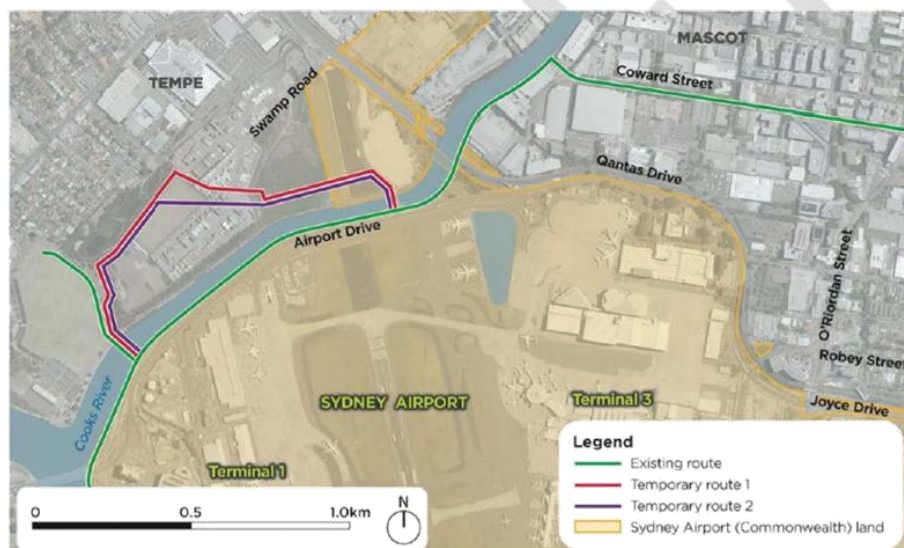 MASCOT
TEMPE
Coward Street
Swamp Road
Qantas Drive
Airport Drive
O'Riordan Street
Robey Street
Cooks River
SYDNEY AIRPORT
Terminal 3
Joyce Drive
Terminal 1
Legend
Existing route
Temporary route 1
Temporary route 2
Sydney Airport (Commonwealth) land
0 0.5 1.0km
N